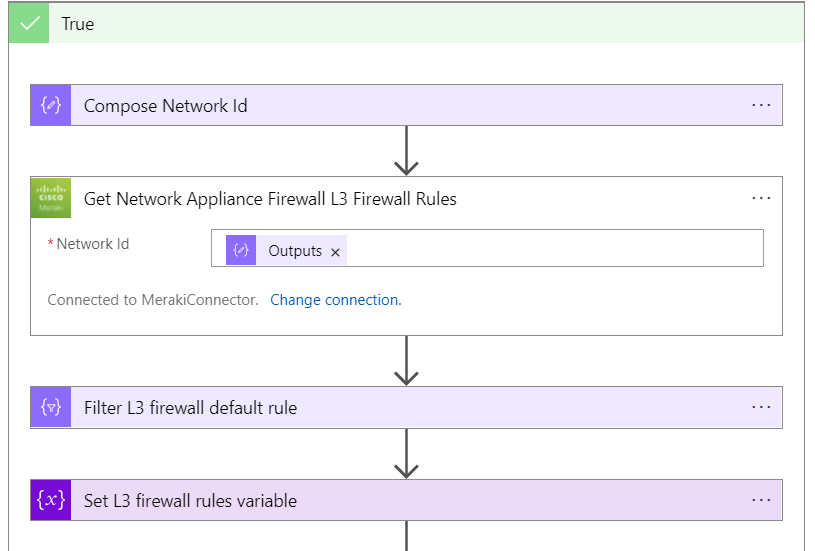 True
Compose Network Id
...
CISCO
Meraki
Get Network Appliance Firewall L3 Firewall Rules
...
* Network Id
Outputs ×
Connected to MerakiConnector. Change connection.
Filter L3 firewall default rule
...
{x} Set L3 firewall rules variable
...